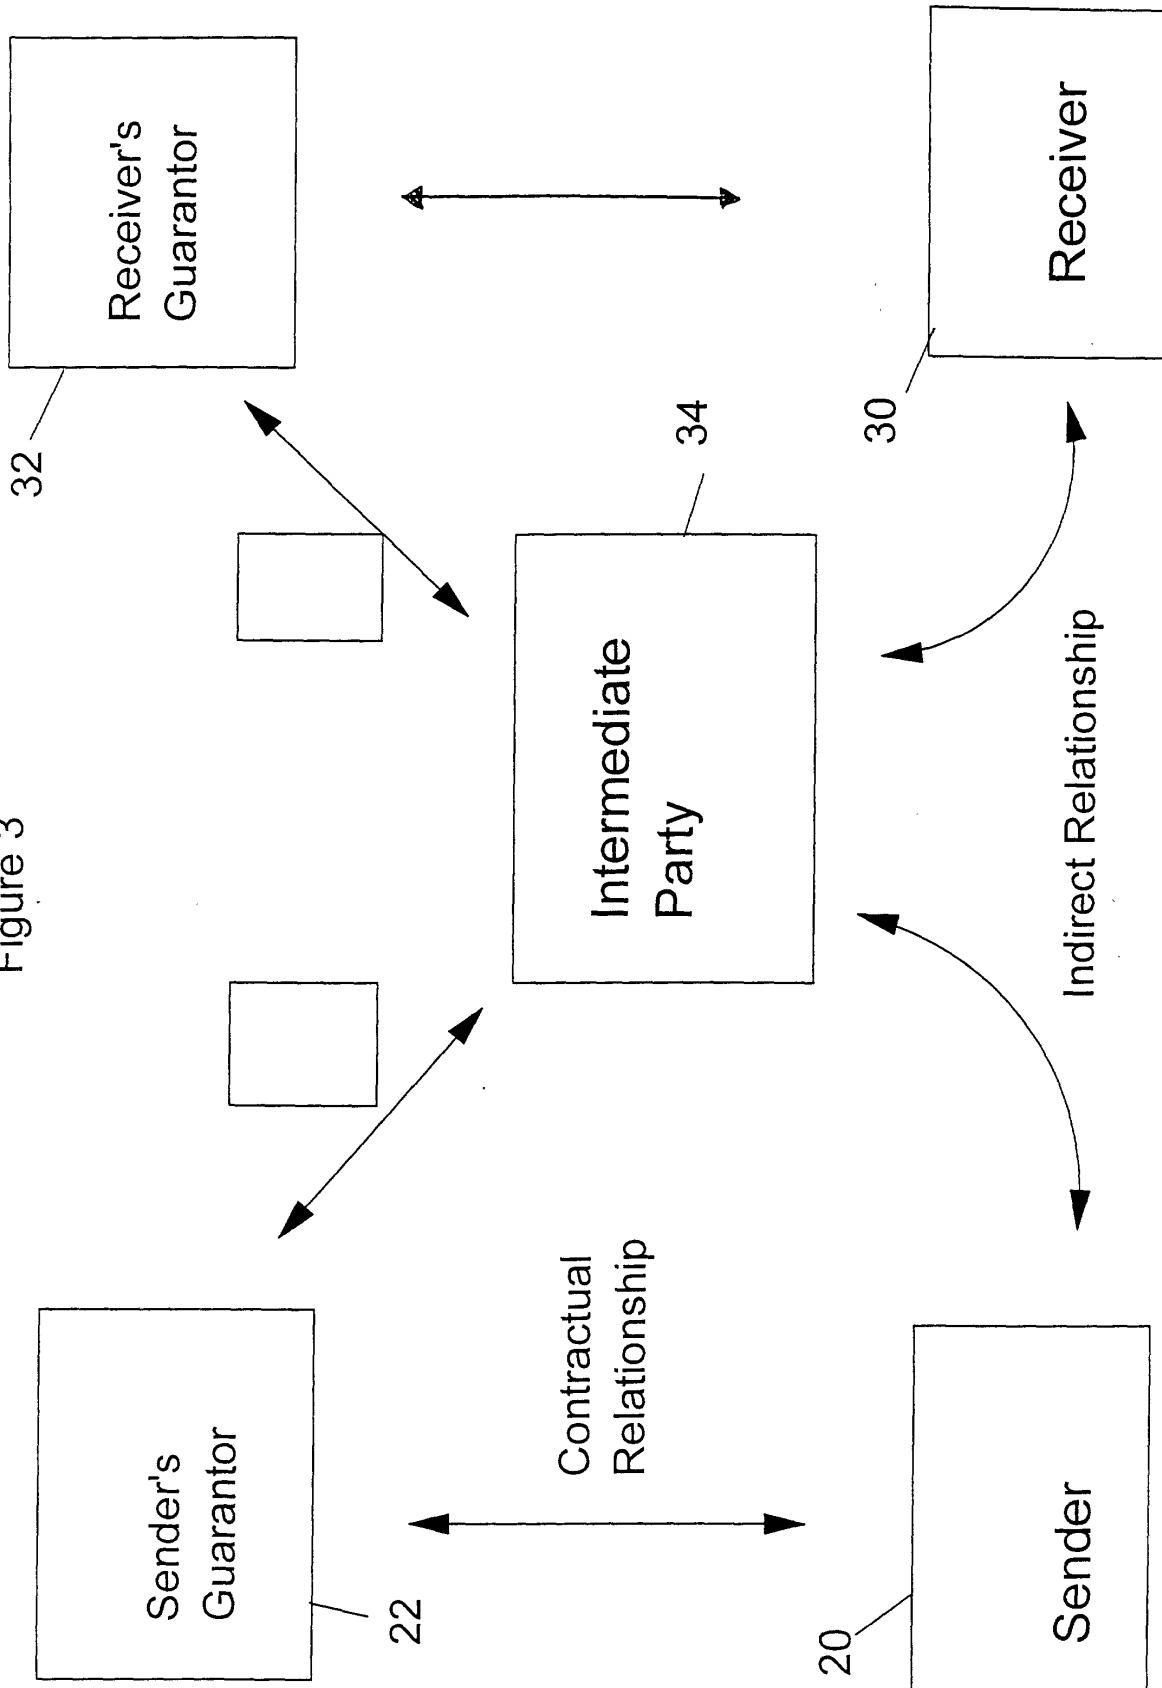 Figure 3
Sender's
Guarantor
22
Receiver's
Guarantor
32
Contractual
Relationship
Intermediate
Party
34
Sender
20
Indirect Relationship
Receiver
30